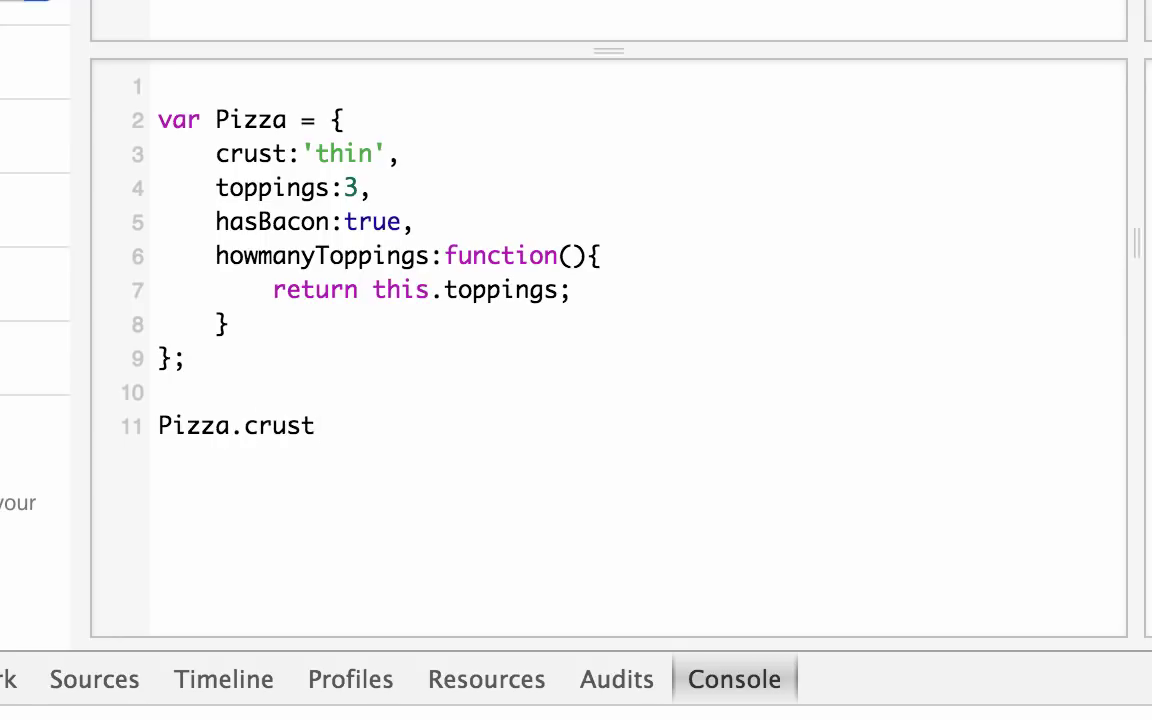 1
2 var Pizza = {
3     crust:'thin',
4     toppings:3,
5     hasBacon:true,
6     howmanyToppings:function(){
7         return this.toppings;
8     }
9 };
10
11 Pizza.crust
your
rk Sources Timeline Profiles Resources Audits Console